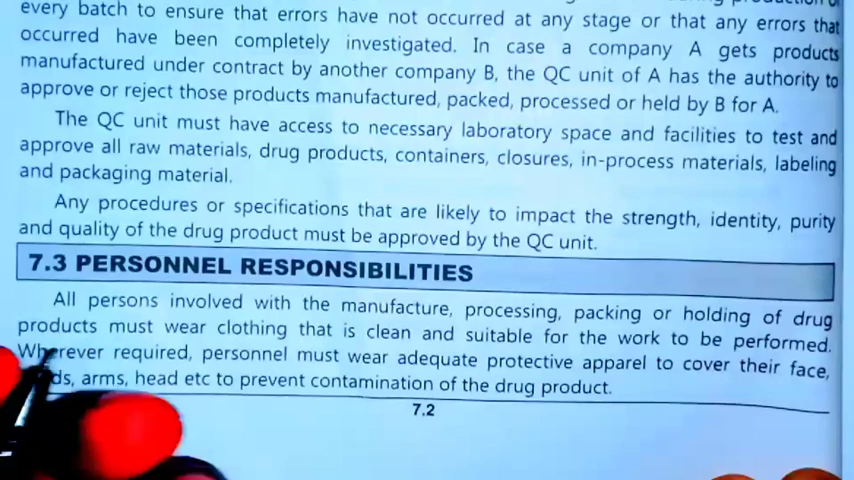 every batch to ensure that errors have not occurred at any stage or that any errors that
occurred have been completely investigated. In case a company A gets products
manufactured under contract by another company B, the QC unit of A has the authority to
approve or reject those products manufactured, packed, processed or held by B for A.
The QC unit must have access to necessary laboratory space and facilities to test and
approve all raw materials, drug products, containers, closures, in-process materials, labeling
and packaging material.
Any procedures or specifications that are likely to impact the strength, identity, purity
and quality of the drug product must be approved by the QC unit.
7.3 PERSONNEL RESPONSIBILITIES
All persons involved with the manufacture, processing, packing or holding of drug
products must wear clothing that is clean and suitable for the work to be performed.
Wherever required, personnel must wear adequate protective apparel to cover their face,
arms, head etc to prevent contamination of the drug product.
7.2